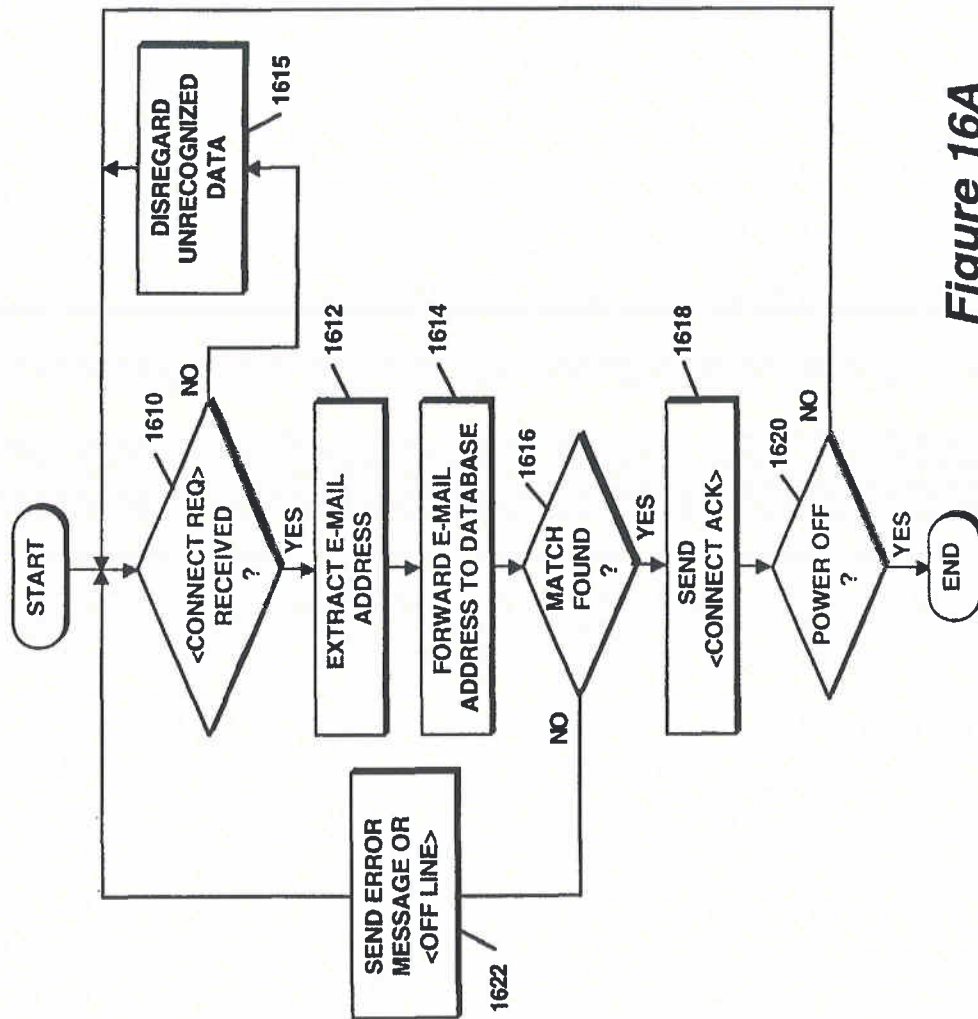 START
<CONNECT REQ>
RECEIVED
?
1610
NO
YES
DISREGARD
UNRECOGNIZED
DATA
1615
EXTRACT E-MAIL
ADDRESS
1612
FORWARD E-MAIL
ADDRESS TO DATABASE
1614
MATCH
FOUND
?
1616
NO
YES
SEND ERROR
MESSAGE OR
<OFF LINE>
1622
SEND
<CONNECT ACK>
1618
POWER OFF
?
1620
NO
YES
END
Figure 16A